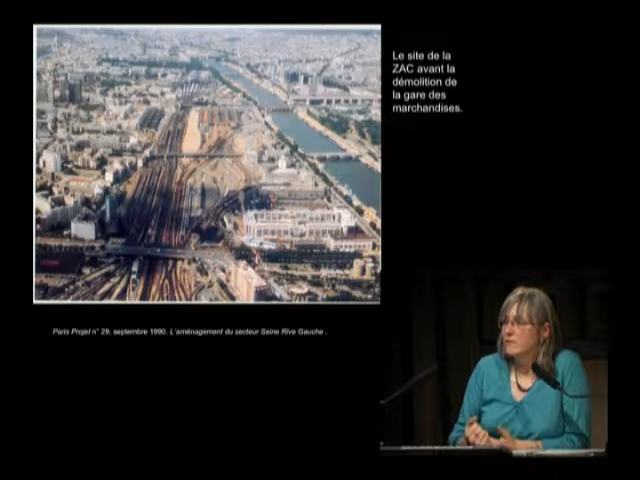 Le site de la
ZAC avant la
démolition de
la gare des
marchandises.
Paris Projet n° 29, septembre 1990. L'aménagement du secteur Seine Rive Gauche .